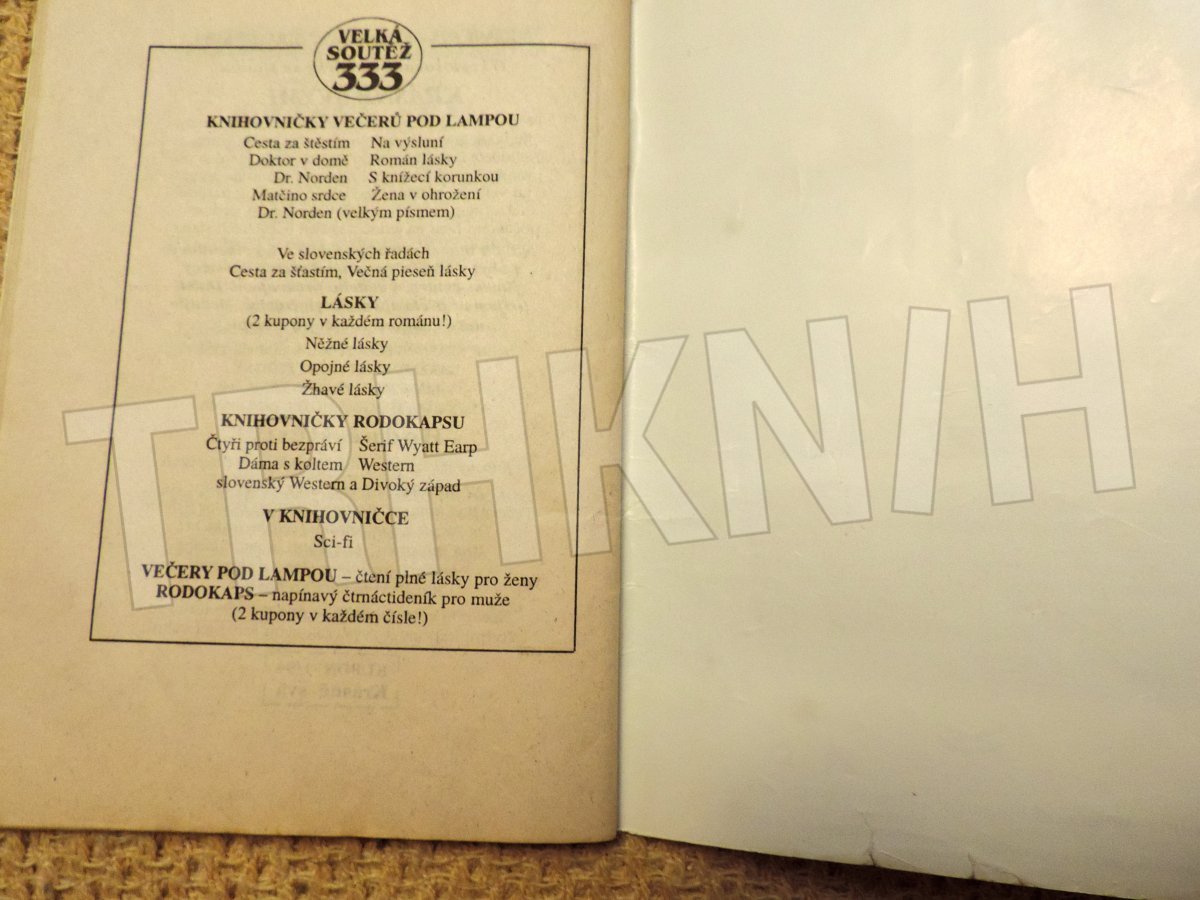 VELKÁ
SOUTĚŽ
333
KNIHOVNIČKY VEČERŮ POD LAMPOU
Cesta za štěstím Na výsluní
Doktor v domě Román lásky
Dr. Norden S knížecí korunkou
Matčino srdce Žena v ohrožení
Dr. Norden (velkým písmem)
Ve slovenských řadách
Cesta za šťastím, Večná pieseň lásky
LÁSKY
(2 kupony v každém románu!)
Něžné lásky
Opojné lásky
Žhavé lásky
KNIHOVNIČKY RODOKAPSU
Čtyři proti bezpráví Šerif Wyatt Earp
Dáma s koltem Western
slovenský Western a Divoký západ
V KNIHOVNIČCE
Sci-fi
VEČERY POD LAMPOU – čtení plné lásky pro ženy
RODOKAPS – napínavý čtrnáctideník pro muže
(2 kupony v každém čísle!)
TRHKNIH